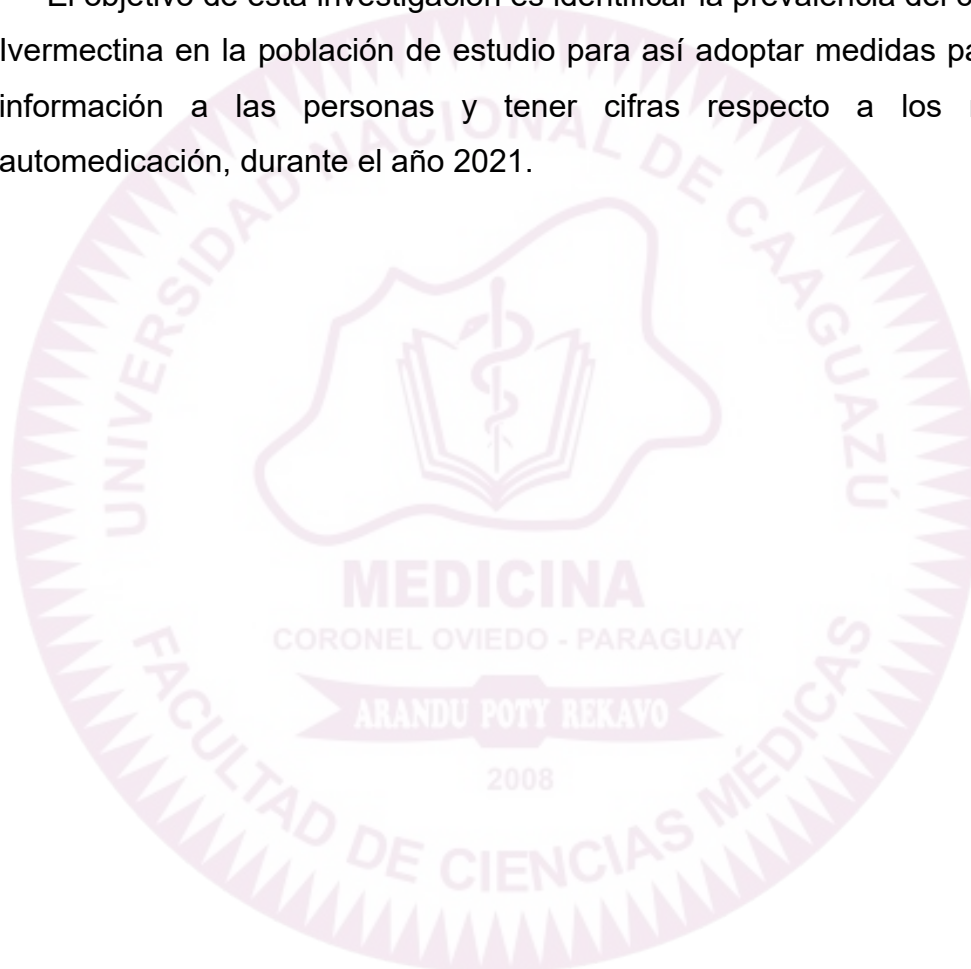 El objetivo de esta investigación es identificar la prevalencia del
Ivermectina en la población de estudio para así adoptar medidas
información a las personas y tener cifras respecto a los
automedicación, durante el año 2021.
UNIVERSIDAD NACIONAL DE CAAGUAZÚ
MEDICINA
CORONEL OVIEDO - PARAGUAY
ARANDU POTY REKAVO
2008
FACULTAD DE CIENCIAS MÉDICAS